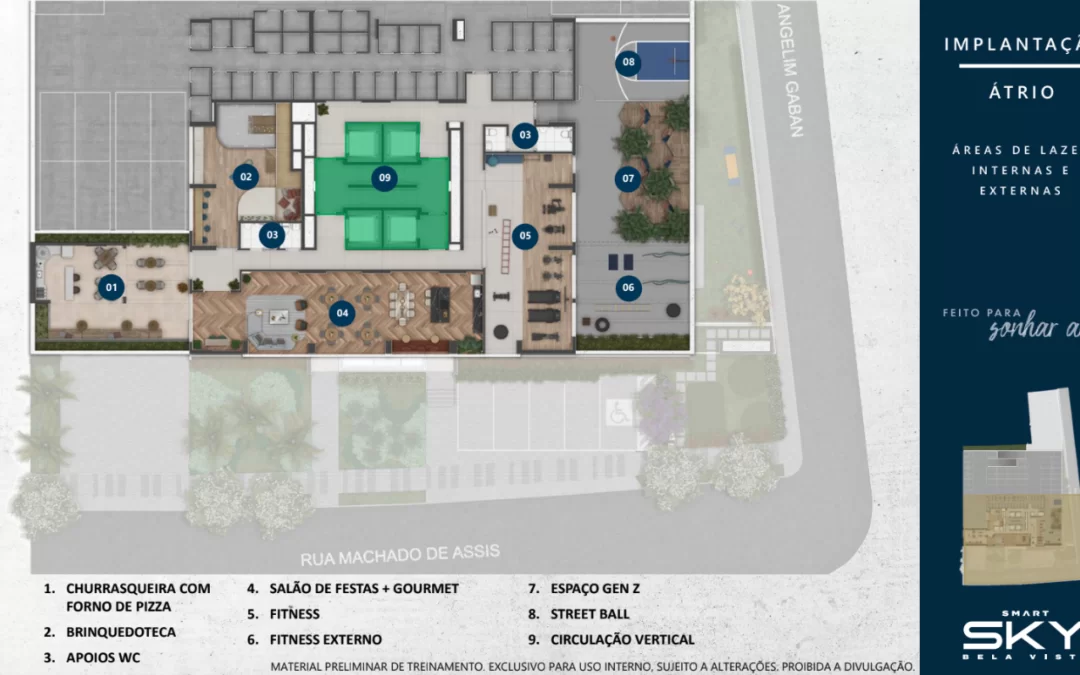 ANGELIM GABAN
08
03
07
09
02
05
03
01
06
04
RUA MACHADO DE ASSIS
1. CHURRASQUEIRA COM
FORNO DE PIZZA
2. BRINQUEDOTECA
3. APOIOS WC
4. SALÃO DE FESTAS + GOURMET
5. FITNESS
6. FITNESS EXTERNO
7. ESPAÇO GEN Z
8. STREET BALL
9. CIRCULAÇÃO VERTICAL
MATERIAL PRELIMINAR DE TREINAMENTO. EXCLUSIVO PARA USO INTERNO, SUJEITO A ALTERAÇÕES. PROIBIDA A DIVULGAÇÃO.
IMPLANTAÇÃ
ÁTRIO
ÁREAS DE LAZE
INTERNAS E
EXTERNAS
FEITO PARA
sonhar a
SMART
SKY
BELA VIST